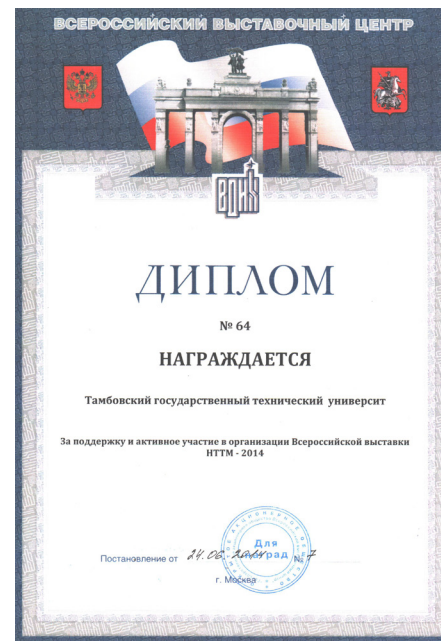 ВСЕРОССИЙСКИЙ ВЫСТАВОЧНЫЙ ЦЕНТР
ВДНХ
ДИПЛОМ
№ 64
НАГРАЖДАЕТСЯ
Тамбовский государственный технический университ
За поддержку и активное участие в организации Всероссийской выставки
НТТМ - 2014
Для
наград
Постановление от 24.06.2014 № 7
г. Москва